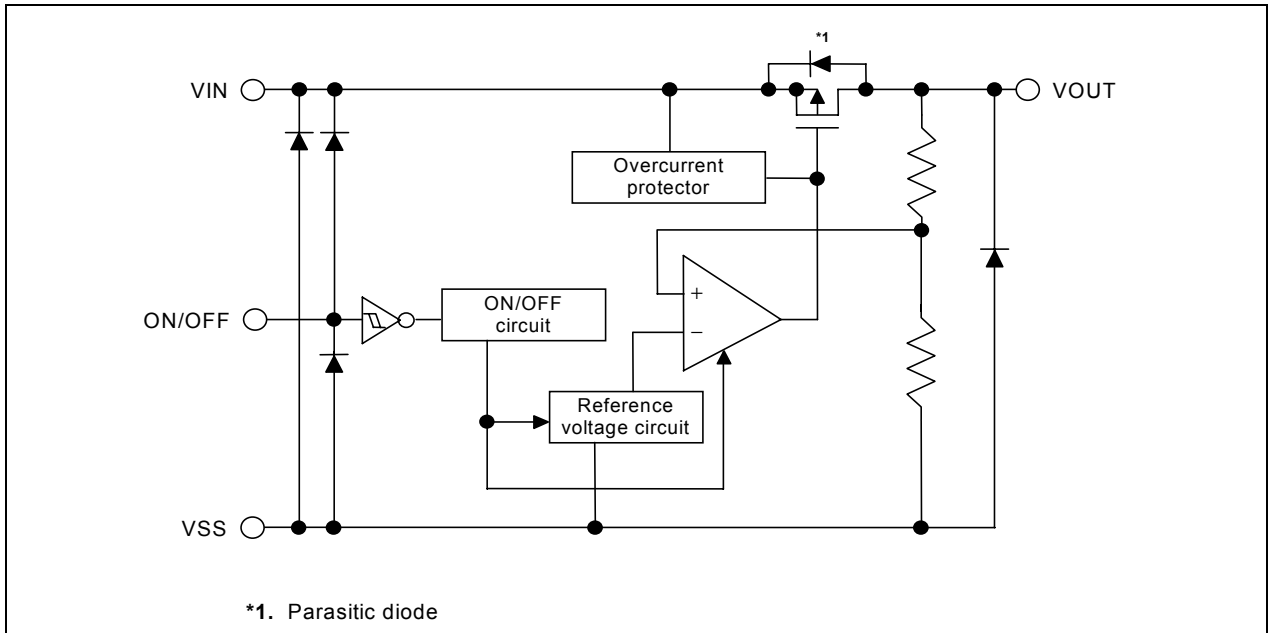 *1
VIN
VOUT
Overcurrent
protector
+
−
ON/OFF
ON/OFF
circuit
Reference
voltage circuit
VSS
*1. Parasitic diode